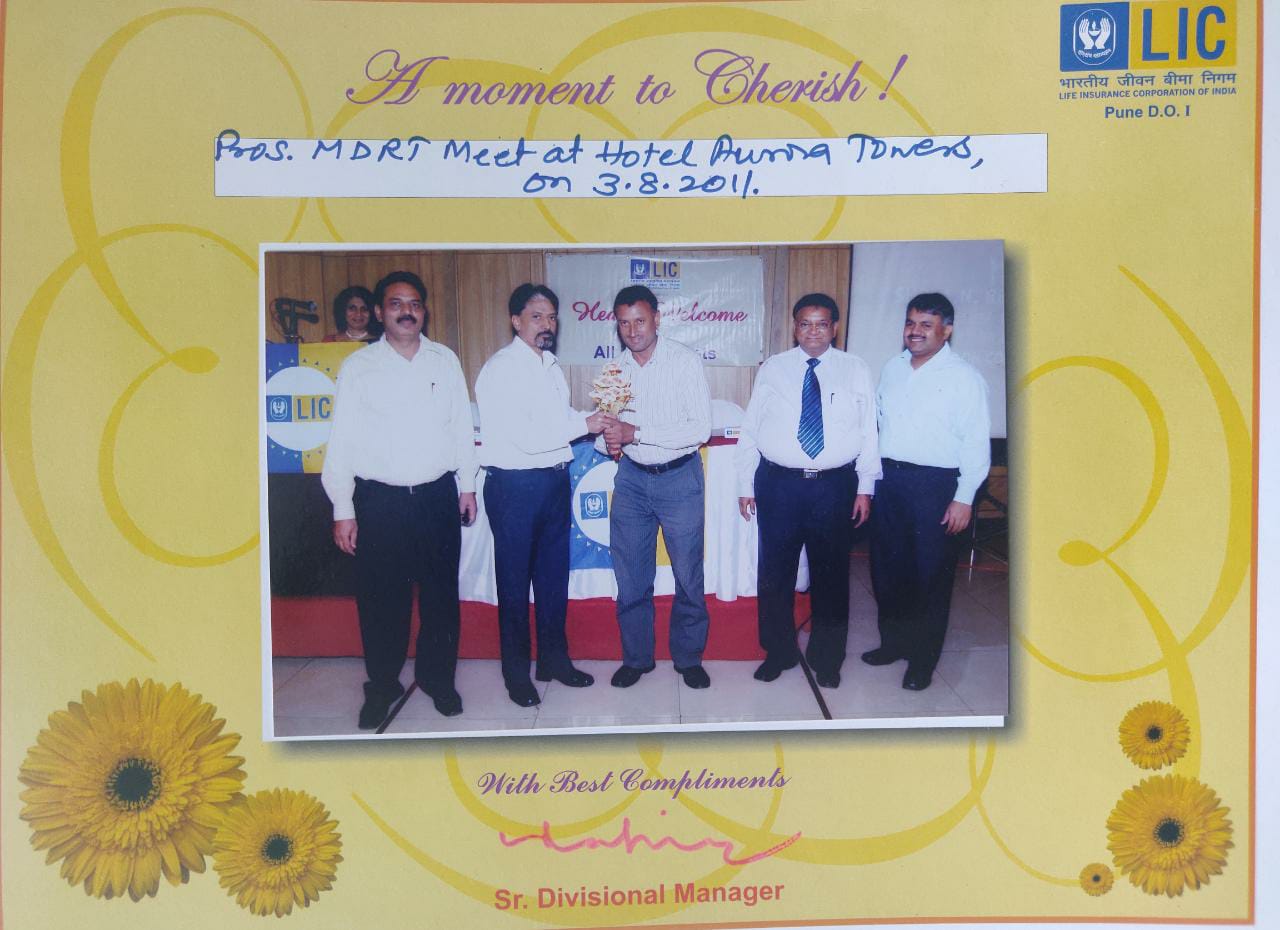 A moment to Cherish !
LIC
भारतीय जीवन बीमा निगम
LIFE INSURANCE CORPORATION OF INDIA
Pune D.O. I
Pros. MDRT Meet at Hotel Aurora Towers,
on 3.8.2011.
LIC
Welcome
All
LIC
With Best Compliments
Sr. Divisional Manager